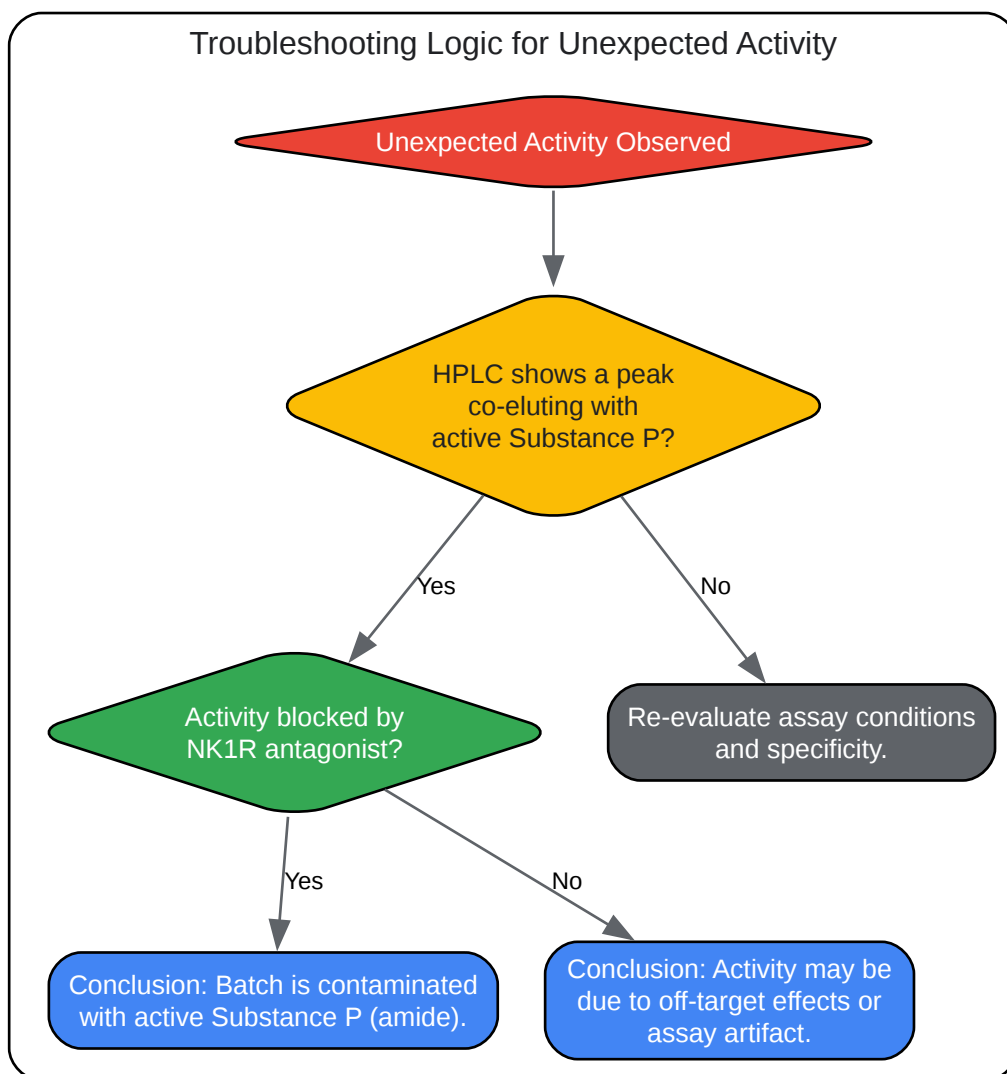 Troubleshooting Logic for Unexpected Activity
Unexpected Activity Observed
HPLC shows a peak
co-eluting with
active Substance P?
Yes
No
Activity blocked by
NK1R antagonist?
Re-evaluate assay conditions
and specificity.
Yes
No
Conclusion: Batch is contaminated
with active Substance P (amide).
Conclusion: Activity may be
due to off-target effects or
assay artifact.